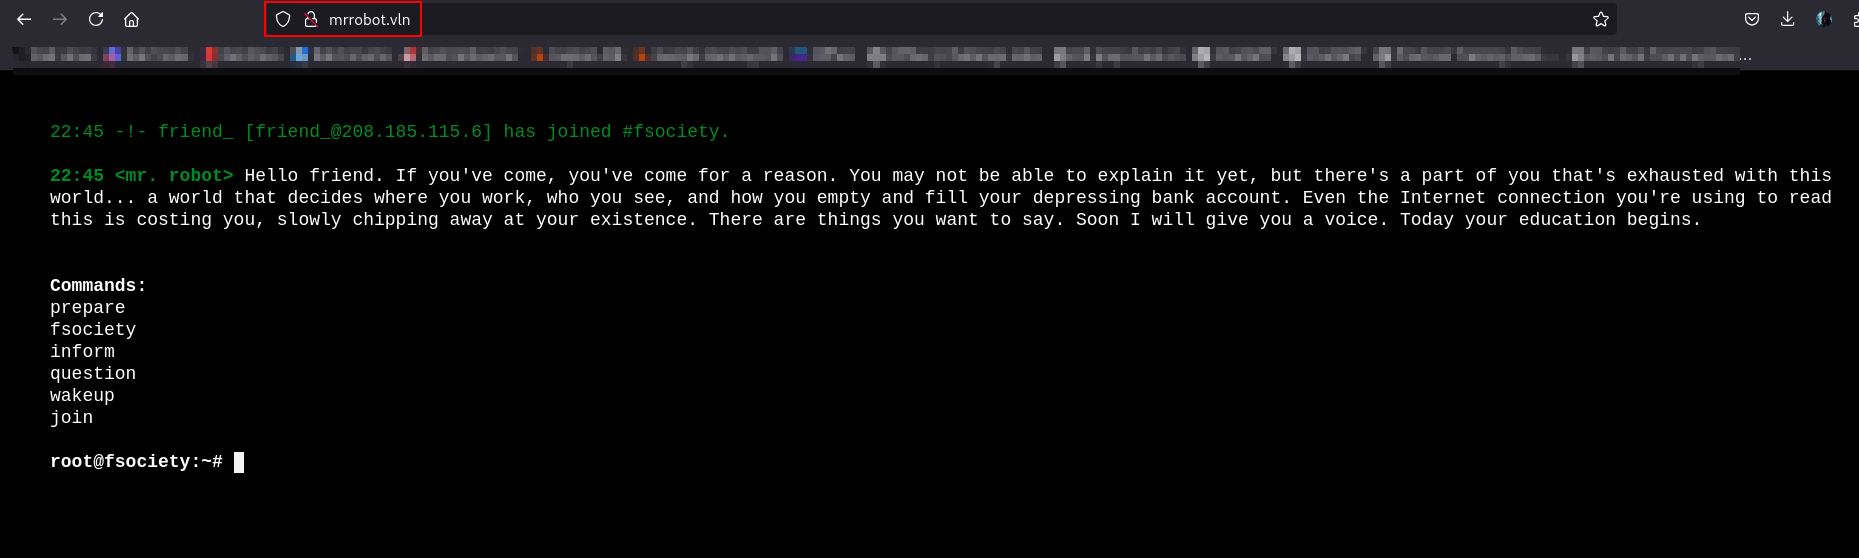 mrrobot.vln
...
22:45 -!- friend_ [friend_@208.185.115.6] has joined #fsociety.
22:45 <mr. robot> Hello friend. If you've come, you've come for a reason. You may not be able to explain it yet, but there's a part of you that's exhausted with this
world... a world that decides where you work, who you see, and how you empty and fill your depressing bank account. Even the Internet connection you're using to read
this is costing you, slowly chipping away at your existence. There are things you want to say. Soon I will give you a voice. Today your education begins.
Commands:
prepare
fsociety
inform
question
wakeup
join
root@fsociety:~#